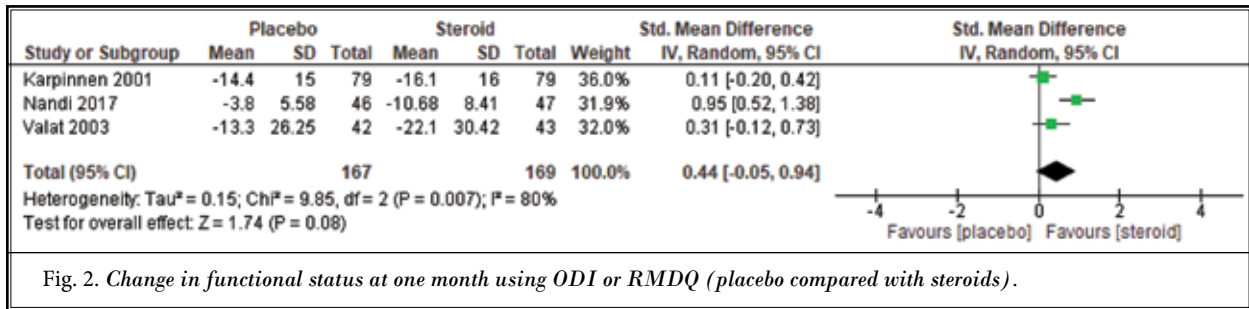 Placebo Steroid Std. Mean Difference Std. Mean Difference
Study or Subgroup Mean SD Total Mean SD Total Weight IV, Random, 95% CI IV, Random, 95% CI
Karpinnen 2001 -14.4 15 79 -16.1 16 79 36.0% 0.11 [-0.20, 0.42]
Nandi 2017 -3.8 5.58 46 -10.68 8.41 47 31.9% 0.95 [0.52, 1.38]
Valat 2003 -13.3 26.25 42 -22.1 30.42 43 32.0% 0.31 [-0.12, 0.73]
Total (95% CI) 167 169 100.0% 0.44 [-0.05, 0.94]
Heterogeneity: Tau² = 0.15; Chi² = 9.85, df = 2 (P = 0.007); I² = 80%
Test for overall effect: Z = 1.74 (P = 0.08)
-4 -2 0 2 4
Favours [placebo] Favours [steroid]
Fig. 2. Change in functional status at one month using ODI or RMDQ (placebo compared with steroids).